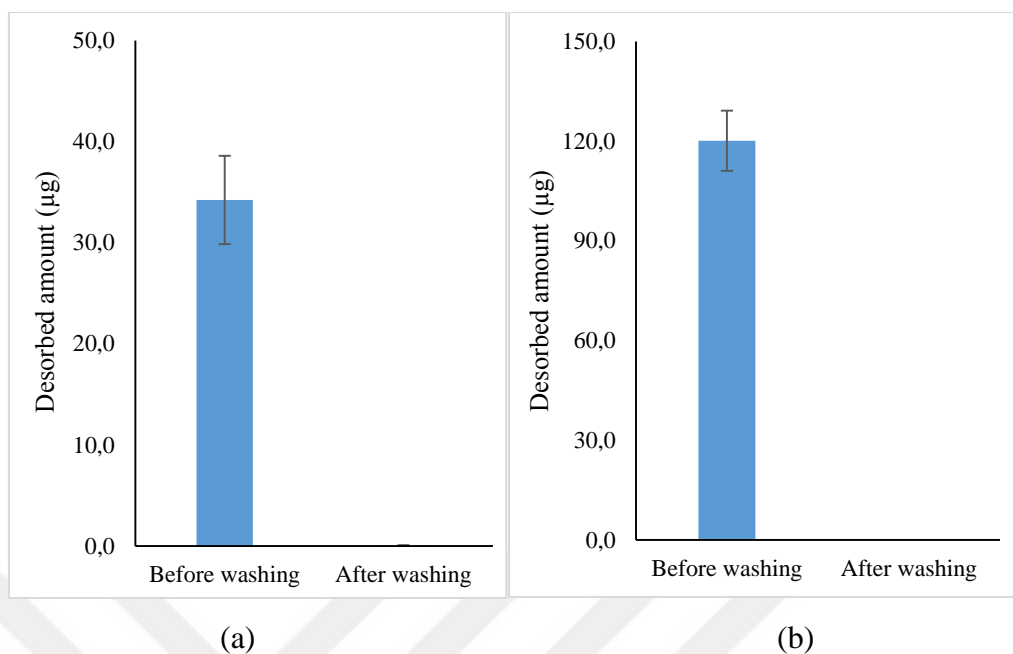 50,0
40,0
30,0
20,0
10,0
0,0
Desorbed amount (µg)
Before washing After washing
(a)
150,0
120,0
90,0
60,0
30,0
0,0
Desorbed amount (µg)
Before washing After washing
(b)